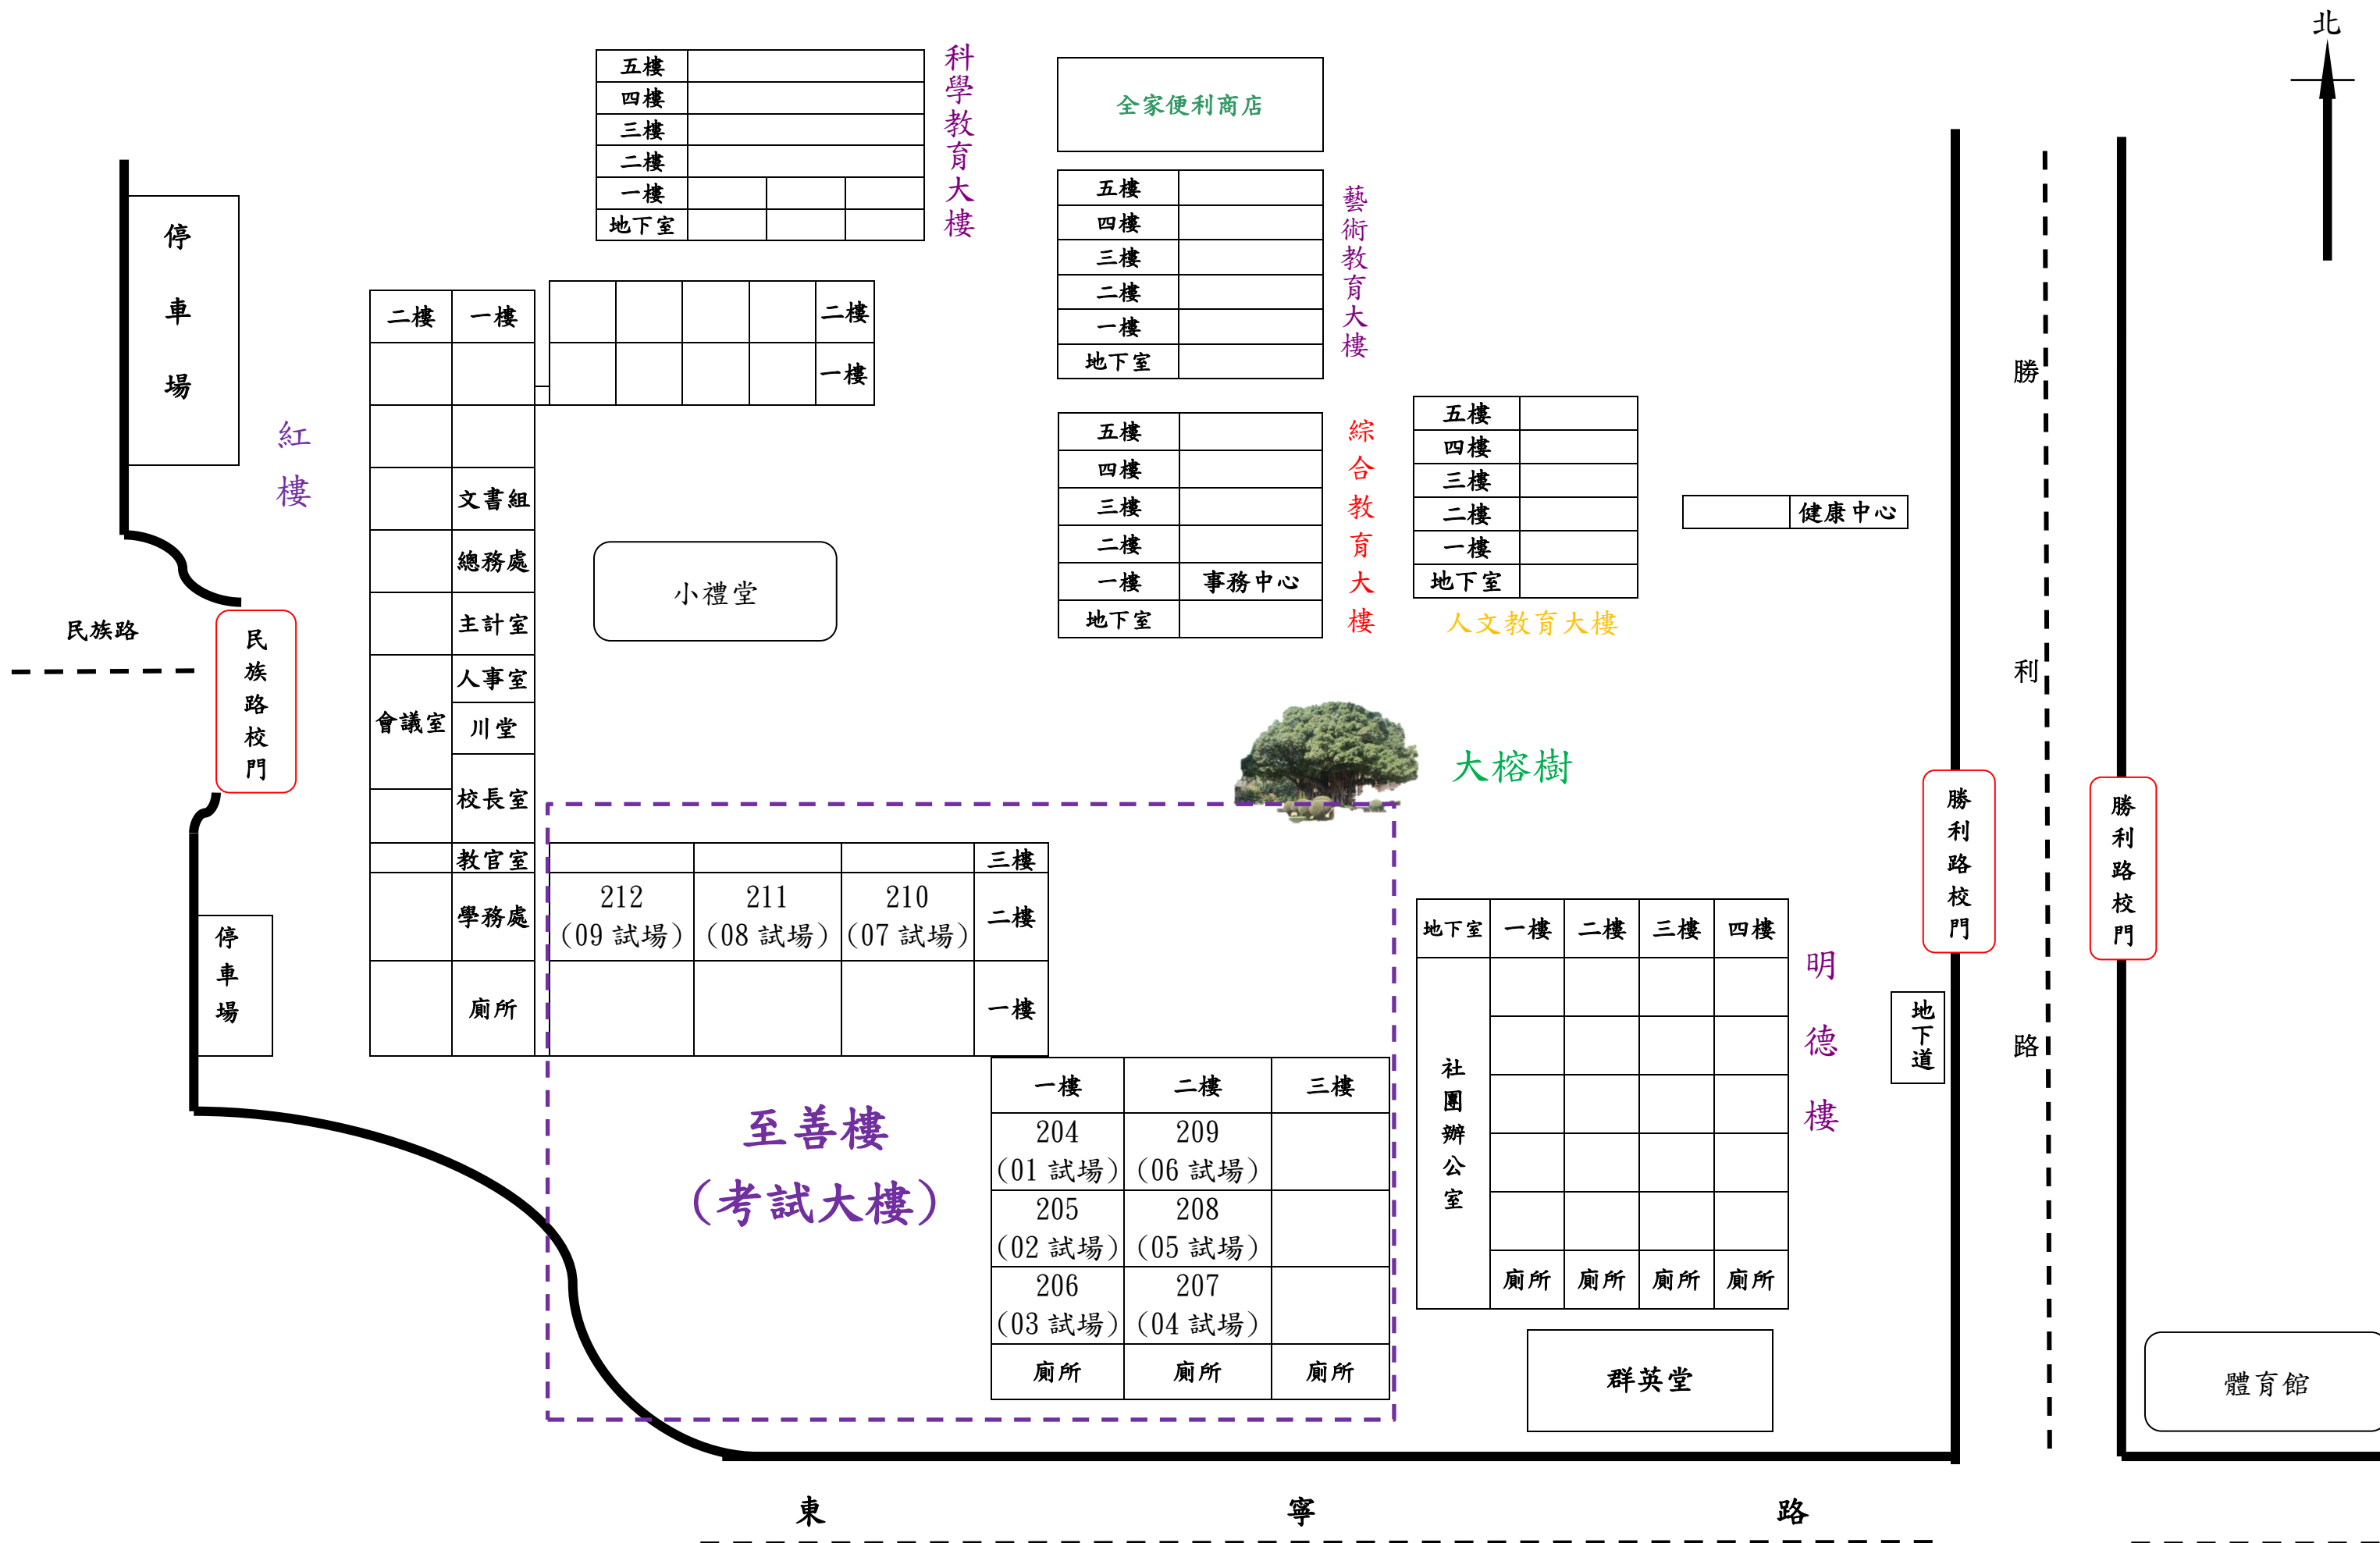 北
五樓
四樓
三樓
二樓
一樓
地下室
科學教育大樓
全家便利商店
五樓
四樓
三樓
二樓
一樓
地下室
藝術教育大樓
停車場
紅樓
二樓 一樓
文書組
總務處
主計室
人事室
會議室 川堂
校長室
教官室
學務處
廁所
二樓
一樓
小禮堂
五樓
四樓
三樓
二樓
一樓 事務中心
地下室
綜合教育大樓
五樓
四樓
三樓
二樓
一樓
地下室
人文教育大樓
健康中心
民族路
民族路校門
大榕樹
停車場
三樓
212 211 210 二樓
(09 試場) (08 試場) (07 試場)
一樓
至善樓
(考試大樓)
一樓 二樓 三樓
204 209
(01 試場) (06 試場)
205 208
(02 試場) (05 試場)
206 207
(03 試場) (04 試場)
廁所 廁所 廁所
地下室 一樓 二樓 三樓 四樓
社團辦公室
廁所 廁所 廁所 廁所
明德樓
群英堂
地下道
勝利路校門
勝利路
勝利路校門
體育館
東寧路